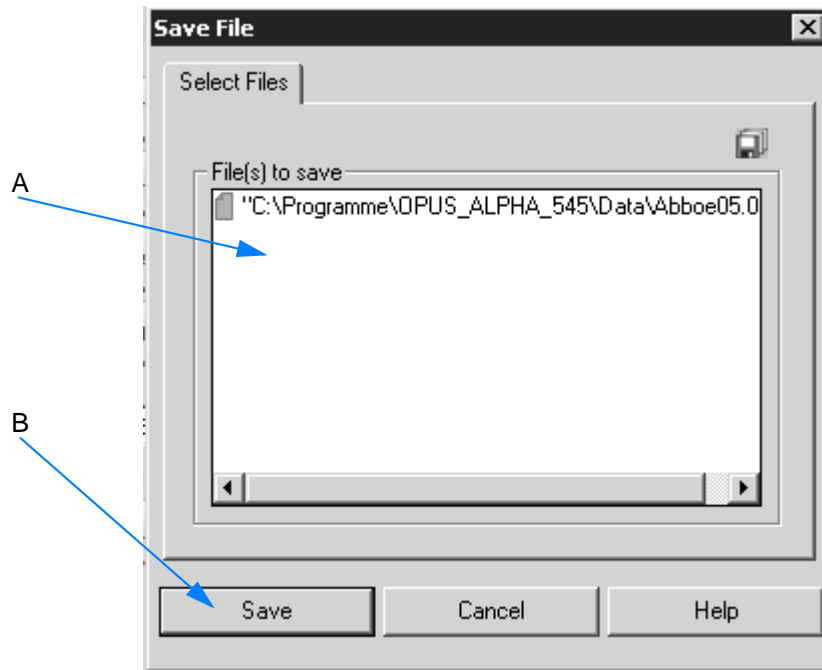 Save File
Select Files
File(s) to save
A
"C:\Programme\OPUS_ALPHA_545\Data\Abboe05.0
B
Save Cancel Help